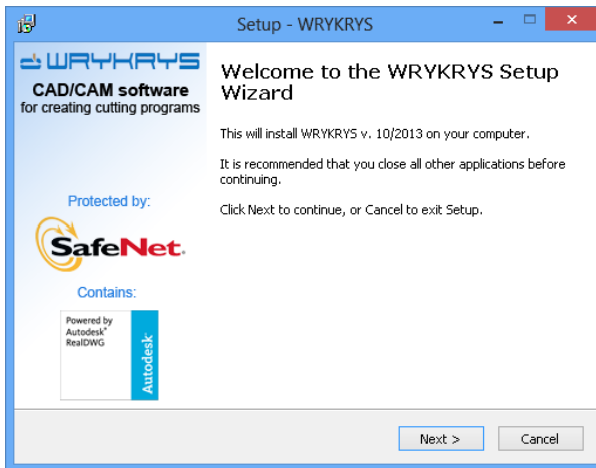 Setup - WRYKRYS
WRYKRYS
CAD/CAM software
for creating cutting programs
Protected by:
SafeNet.
Contains:
Powered by
Autodesk®
RealDWG
Autodesk®
Welcome to the WRYKRYS Setup
Wizard
This will install WRYKRYS v. 10/2013 on your computer.
It is recommended that you close all other applications before
continuing.
Click Next to continue, or Cancel to exit Setup.
Next >
Cancel